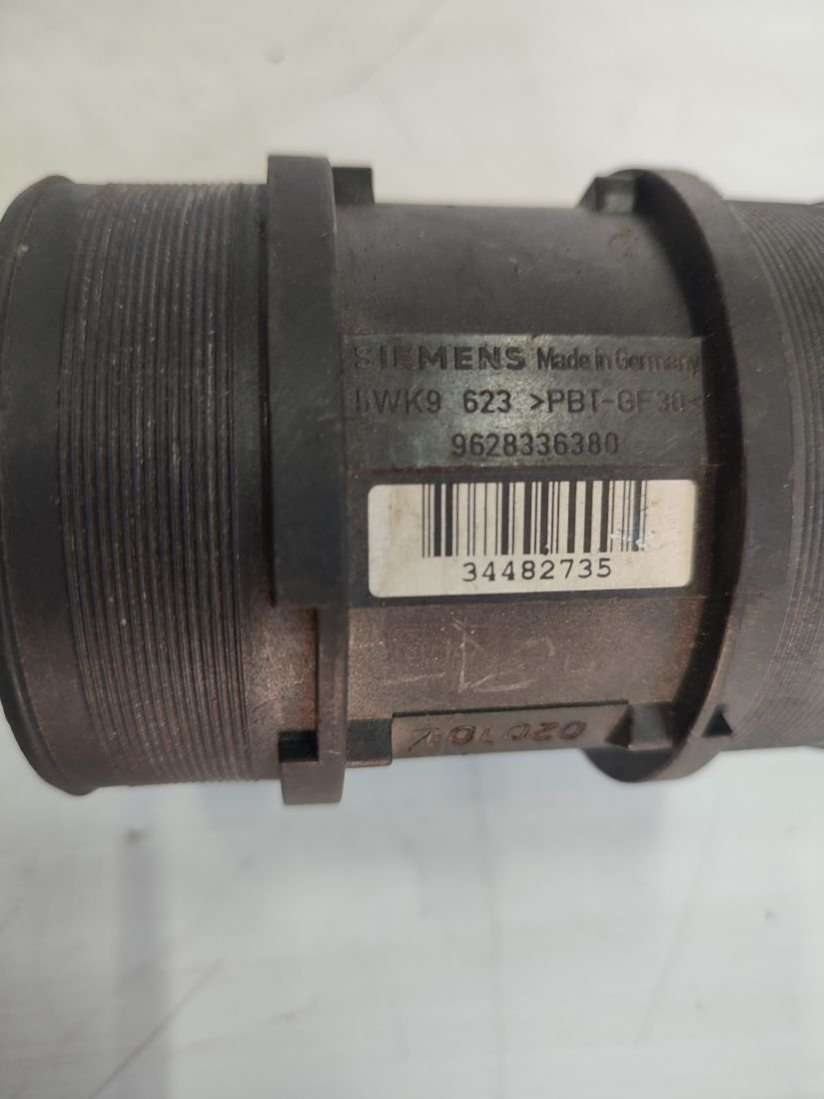 SIEMENS Made in Germany
5WK9 623 >PBT-GF30<
9628336380
34482735